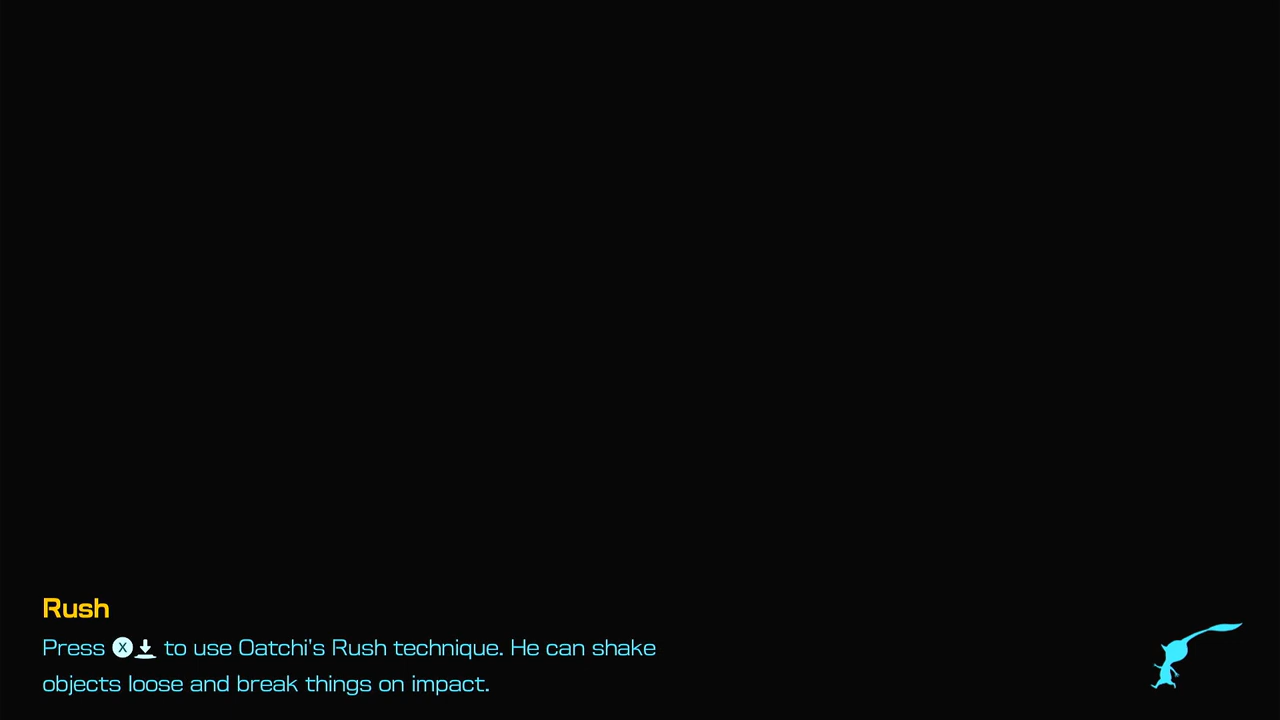 Rush
Press X to use Oatchi's Rush technique. He can shake
objects loose and break things on impact.